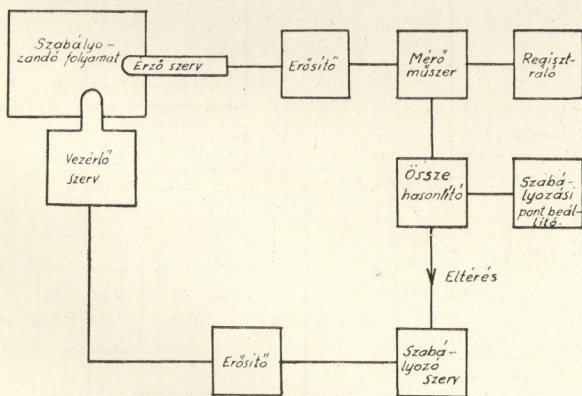 Szabályo-
zandó folyamat
Érző szerv
Erősítő
Mérő
műszer
Regiszt-
ráló
Vezérlő
szerv
Össze
hasonlító
Szabá-
lyozási
pont beál-
lító.
Eltérés
Erősítő
Szabá-
lyozó
szerv